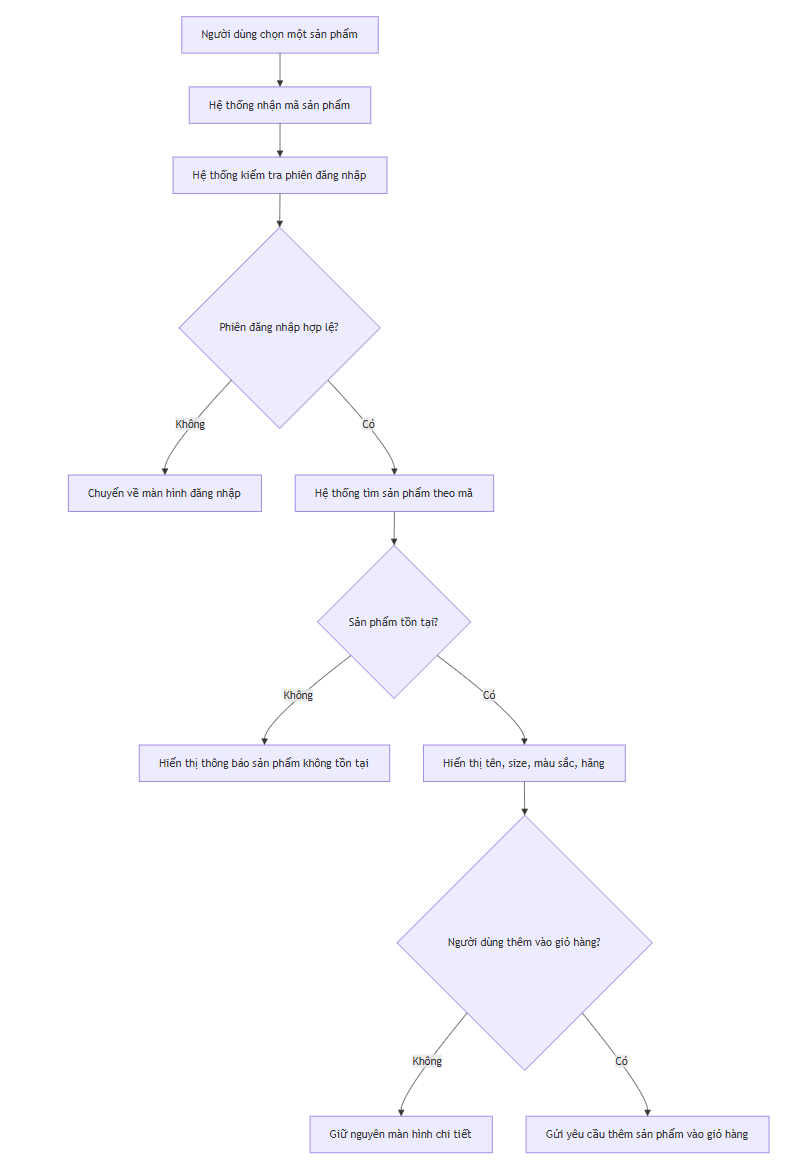 Người dùng chọn một sản phẩm
Hệ thống nhận mã sản phẩm
Hệ thống kiểm tra phiên đăng nhập
Phiên đăng nhập hợp lệ?
Không
Có
Chuyển về màn hình đăng nhập
Hệ thống tìm sản phẩm theo mã
Sản phẩm tồn tại?
Không
Có
Hiển thị thông báo sản phẩm không tồn tại
Hiển thị tên, size, màu sắc, hãng
Người dùng thêm vào giỏ hàng?
Không
Có
Giữ nguyên màn hình chi tiết
Gửi yêu cầu thêm sản phẩm vào giỏ hàng